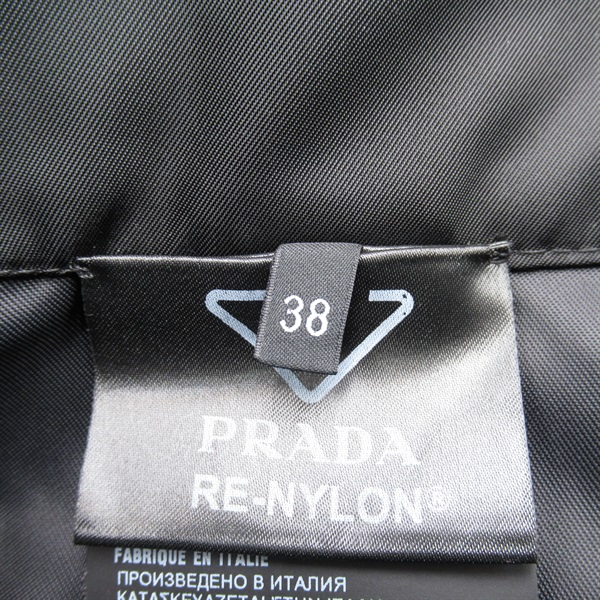 38
PRADA
RE-NYLON®
FABRIQUE EN ITALIE
ПРОИЗВЕДЕНО В ИТАЛИЯ